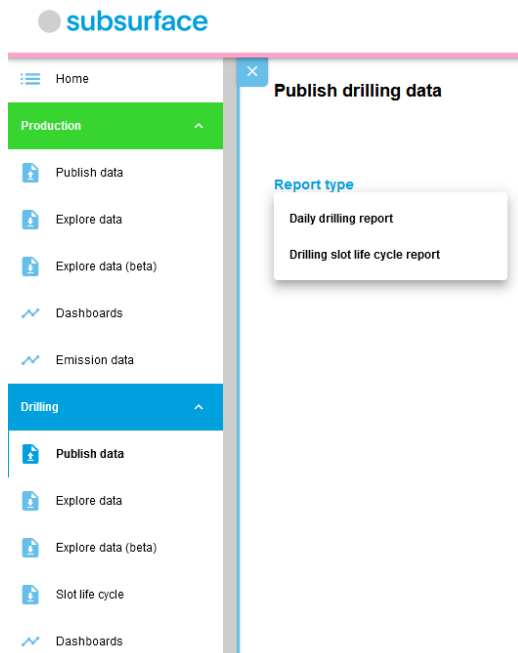 subsurface
Home
Production
Publish data
Explore data
Explore data (beta)
Dashboards
Emission data
Drilling
Publish data
Explore data
Explore data (beta)
Slot life cycle
Dashboards
Publish drilling data
Report type
Daily drilling report
Drilling slot life cycle report